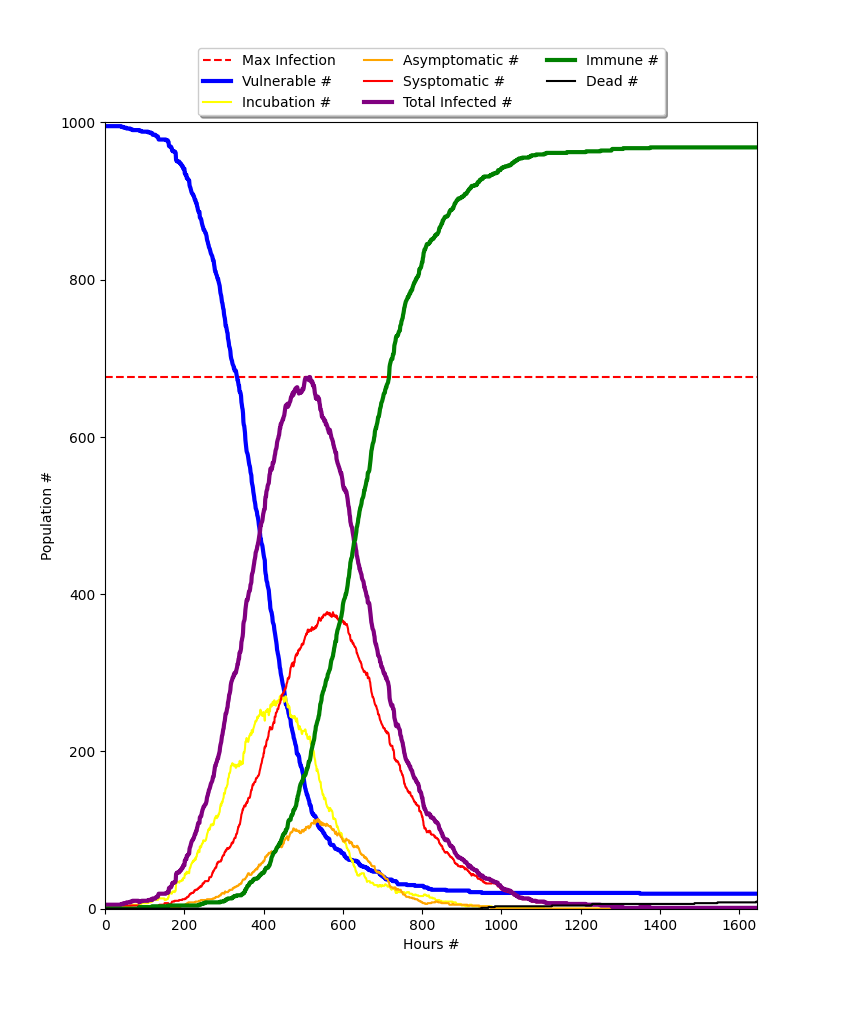 Max Infection Asymptomatic # Immune #
Vulnerable # Sysptomatic # Dead #
Incubation # Total Infected #
1000
800
600
400
200
0
Population #
0 200 400 600 800 1000 1200 1400 1600
Hours #